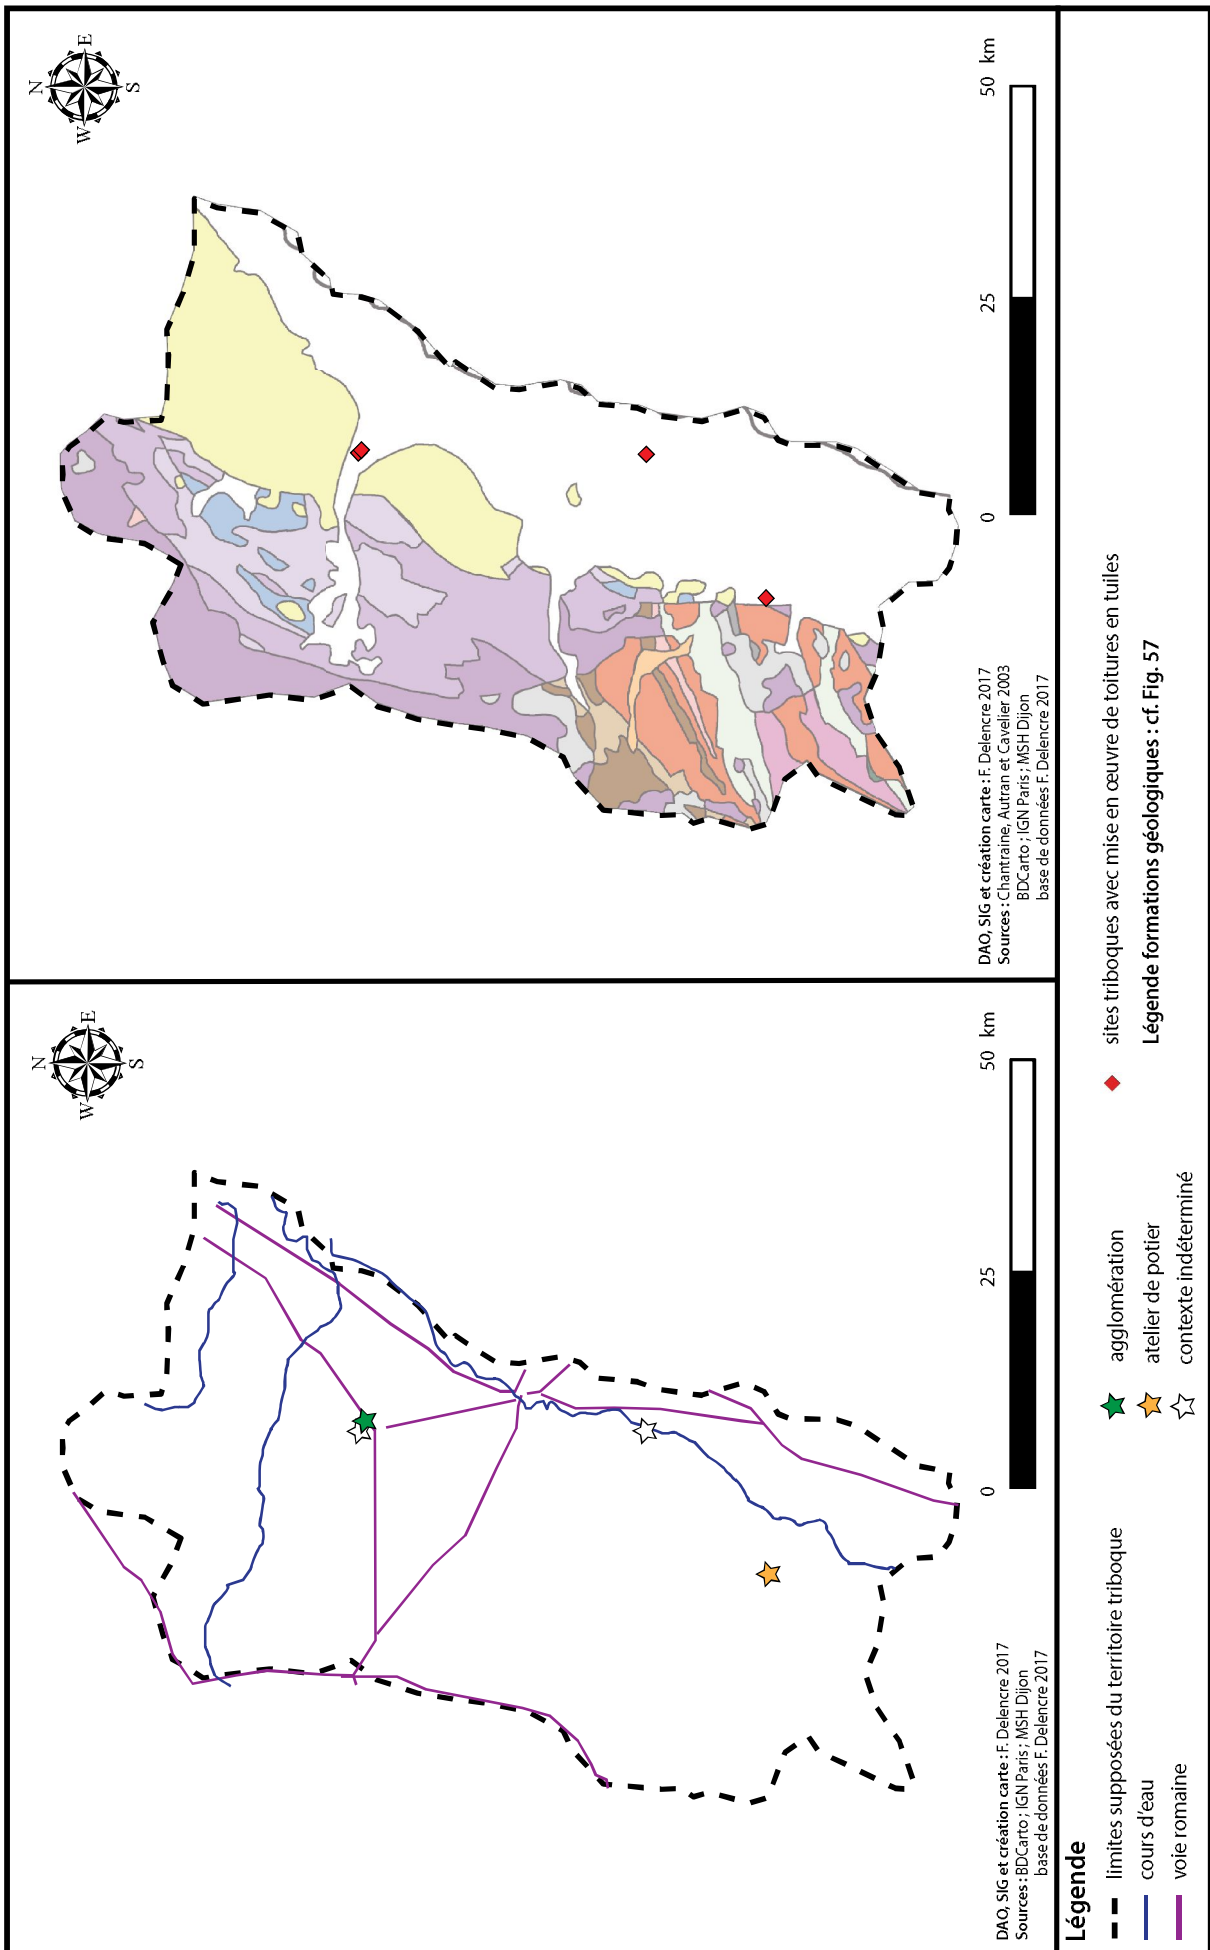 N
E
S
W
0
25
50 km
DAO, SIG et création carte : F. Delencre 2017
Sources : BDCarto ; IGN Paris ; MSH Dijon
base de données F. Delencre 2017
N
E
S
W
0
25
50 km
DAO, SIG et création carte : F. Delencre 2017
Sources : Chantraine, Autran et Cavelier 2003
BDCarto ; IGN Paris ; MSH Dijon
base de données F. Delencre 2017
Légende
limites supposées du territoire triboque
cours d'eau
voie romaine
agglomération
atelier de potier
contexte indéterminé
sites triboques avec mise en œuvre de toitures en tuiles
Légende formations géologiques : cf. Fig. 57